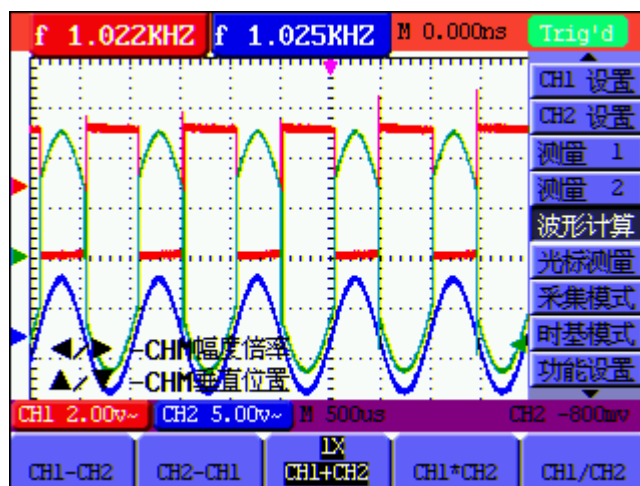 f 1.022KHZ f 1.025KHZ M 0.000ns Trig'd
CH1 设置
CH2 设置
测量 1
测量 2
波形计算
光标测量
采集模式
时基模式
功能设置
◀/▶ -CHM幅度倍率
▲/▼ -CHM垂直位置
CH1 2.00v~ CH2 5.00v~ M 500us CH2 -800mv
1X
CH1-CH2 CH2-CH1 CH1+CH2 CH1*CH2 CH1/CH2